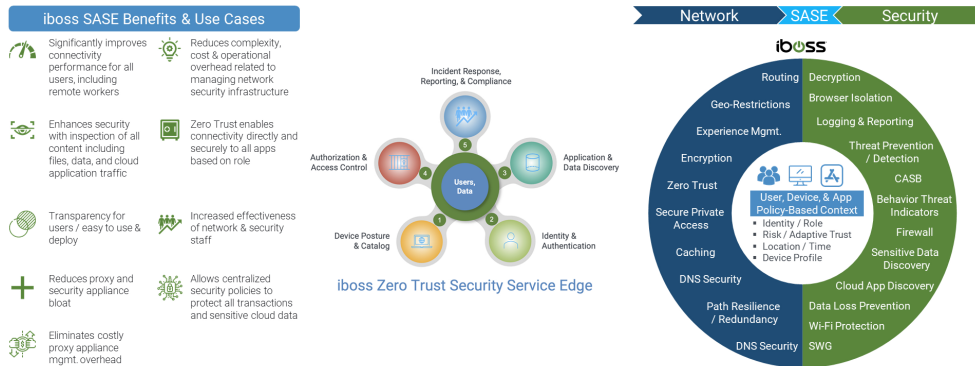 iboss SASE Benefits & Use Cases
Significantly improves
connectivity
performance for all
users, including
remote workers
Reduces complexity,
cost & operational
overhead related to
managing network
security infrastructure
Enhances security
with inspection of all
content including
files, data, and cloud
application traffic
Zero Trust enables
connectivity directly and
securely to all apps
based on role
Transparency for
users / easy to use &
deploy
Increased effectiveness
of network & security
staff
Reduces proxy and
security appliance
bloat
Allows centralized
security policies to
protect all transactions
and sensitive cloud data
Eliminates costly
proxy appliance
mgmt. overhead
Incident Response,
Reporting, & Compliance
5
Authorization &
Access Control
4
3
Application &
Data Discovery
Users,
Data
1
2
Device Posture
& Catalog
Identity &
Authentication
iboss Zero Trust Security Service Edge
Network
SASE
Security
iboss
Routing
Geo-Restrictions
Experience Mgmt.
Encryption
Zero Trust
Secure Private
Access
Caching
DNS Security
Path Resilience
/ Redundancy
DNS Security
User, Device, & App
Policy-Based Context
▪ Identity / Role
▪ Risk / Adaptive Trust
▪ Location / Time
▪ Device Profile
Decryption
Browser Isolation
Logging & Reporting
Threat Prevention
/ Detection
CASB
Behavior Threat
Indicators
Firewall
Sensitive Data
Discovery
Cloud App Discovery
Data Loss Prevention
Wi-Fi Protection
SWG